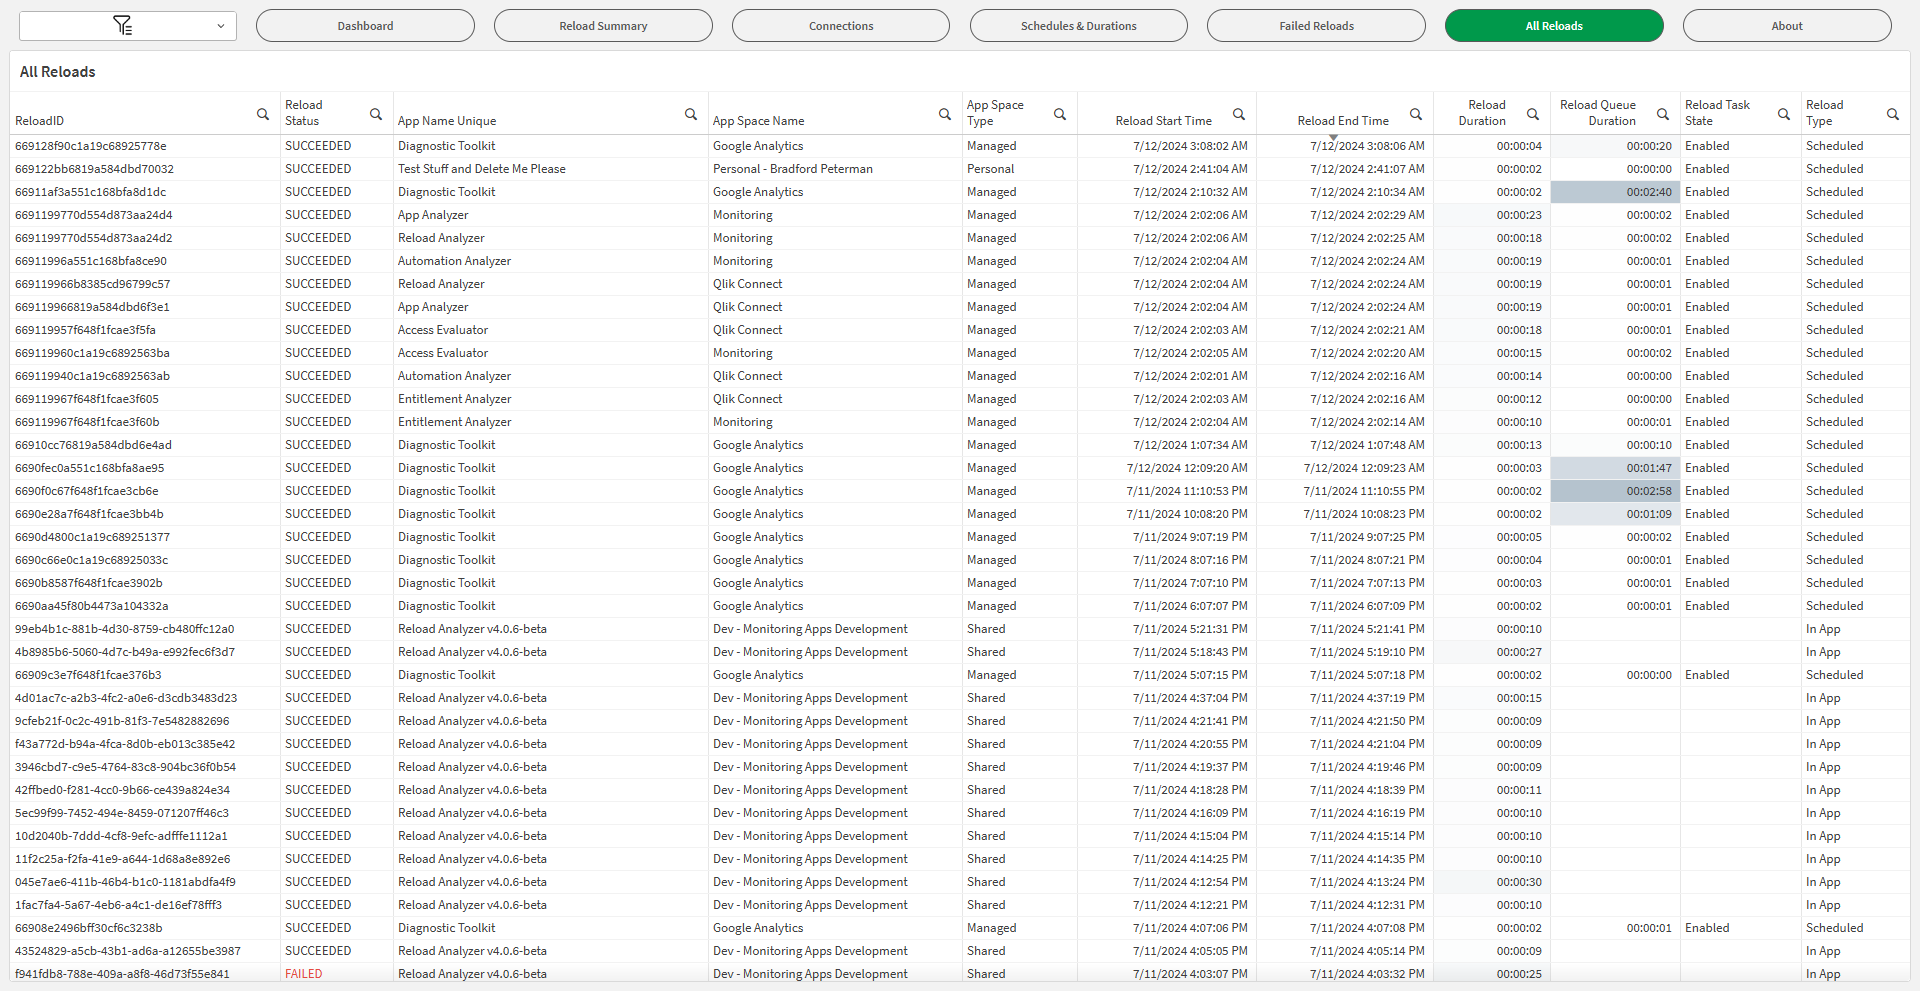 Dashboard Reload Summary Connections Schedules & Durations Failed Reloads All Reloads About
All Reloads
ReloadID Reload Status App Name Unique App Space Name App Space Type Reload Start Time Reload End Time Reload Duration Reload Queue Duration Reload Task State Reload Type
669128f90c1a19c68925778e SUCCEEDED Diagnostic Toolkit Google Analytics Managed 7/12/2024 3:08:02 AM 7/12/2024 3:08:06 AM 00:00:04 00:00:20 Enabled Scheduled
669122bb6819a584dbd70032 SUCCEEDED Test Stuff and Delete Me Please Personal - Bradford Peterman Personal 7/12/2024 2:41:04 AM 7/12/2024 2:41:07 AM 00:00:02 00:00:00 Enabled Scheduled
66911af3a551c168bfa8d1dc SUCCEEDED Diagnostic Toolkit Google Analytics Managed 7/12/2024 2:10:32 AM 7/12/2024 2:10:34 AM 00:00:02 00:02:40 Enabled Scheduled
6691199770d554d873aa24d4 SUCCEEDED App Analyzer Monitoring Managed 7/12/2024 2:02:06 AM 7/12/2024 2:02:29 AM 00:00:23 00:00:02 Enabled Scheduled
6691199770d554d873aa24d2 SUCCEEDED Reload Analyzer Monitoring Managed 7/12/2024 2:02:06 AM 7/12/2024 2:02:25 AM 00:00:18 00:00:02 Enabled Scheduled
66911996a551c168bfa8ce90 SUCCEEDED Automation Analyzer Monitoring Managed 7/12/2024 2:02:04 AM 7/12/2024 2:02:24 AM 00:00:19 00:00:01 Enabled Scheduled
669119966b8385cd96799c57 SUCCEEDED Reload Analyzer Qlik Connect Managed 7/12/2024 2:02:04 AM 7/12/2024 2:02:24 AM 00:00:19 00:00:01 Enabled Scheduled
669119966819a584dbd6f3e1 SUCCEEDED App Analyzer Qlik Connect Managed 7/12/2024 2:02:04 AM 7/12/2024 2:02:24 AM 00:00:19 00:00:01 Enabled Scheduled
669119957f648f1fcae3f5fa SUCCEEDED Access Evaluator Qlik Connect Managed 7/12/2024 2:02:03 AM 7/12/2024 2:02:21 AM 00:00:18 00:00:01 Enabled Scheduled
669119960c1a19c6892563ba SUCCEEDED Access Evaluator Monitoring Managed 7/12/2024 2:02:05 AM 7/12/2024 2:02:20 AM 00:00:15 00:00:02 Enabled Scheduled
669119940c1a19c6892563ab SUCCEEDED Automation Analyzer Qlik Connect Managed 7/12/2024 2:02:01 AM 7/12/2024 2:02:16 AM 00:00:14 00:00:00 Enabled Scheduled
669119967f648f1fcae3f605 SUCCEEDED Entitlement Analyzer Qlik Connect Managed 7/12/2024 2:02:03 AM 7/12/2024 2:02:16 AM 00:00:12 00:00:00 Enabled Scheduled
669119967f648f1fcae3f60b SUCCEEDED Entitlement Analyzer Monitoring Managed 7/12/2024 2:02:04 AM 7/12/2024 2:02:14 AM 00:00:10 00:00:01 Enabled Scheduled
66910cc76819a584dbd6e4ad SUCCEEDED Diagnostic Toolkit Google Analytics Managed 7/12/2024 1:07:34 AM 7/12/2024 1:07:48 AM 00:00:13 00:00:10 Enabled Scheduled
6690fec0a551c168bfa8ae95 SUCCEEDED Diagnostic Toolkit Google Analytics Managed 7/12/2024 12:09:20 AM 7/12/2024 12:09:23 AM 00:00:03 00:01:47 Enabled Scheduled
6690f0c67f648f1fcae3cb6e SUCCEEDED Diagnostic Toolkit Google Analytics Managed 7/11/2024 11:10:53 PM 7/11/2024 11:10:55 PM 00:00:02 00:02:58 Enabled Scheduled
6690e28a7f648f1fcae3bb4b SUCCEEDED Diagnostic Toolkit Google Analytics Managed 7/11/2024 10:08:20 PM 7/11/2024 10:08:23 PM 00:00:02 00:01:09 Enabled Scheduled
6690d4800c1a19c689251377 SUCCEEDED Diagnostic Toolkit Google Analytics Managed 7/11/2024 9:07:19 PM 7/11/2024 9:07:25 PM 00:00:05 00:00:02 Enabled Scheduled
6690c66e0c1a19c68925033c SUCCEEDED Diagnostic Toolkit Google Analytics Managed 7/11/2024 8:07:16 PM 7/11/2024 8:07:21 PM 00:00:04 00:00:01 Enabled Scheduled
6690b8587f648f1fcae3902b SUCCEEDED Diagnostic Toolkit Google Analytics Managed 7/11/2024 7:07:10 PM 7/11/2024 7:07:13 PM 00:00:03 00:00:01 Enabled Scheduled
6690aa45f80b4473a104332a SUCCEEDED Diagnostic Toolkit Google Analytics Managed 7/11/2024 6:07:07 PM 7/11/2024 6:07:09 PM 00:00:02 00:00:01 Enabled Scheduled
99eb4b1c-881b-4d30-8759-cb480ffc12a0 SUCCEEDED Reload Analyzer v4.0.6-beta Dev - Monitoring Apps Development Shared 7/11/2024 5:21:31 PM 7/11/2024 5:21:41 PM 00:00:10 In App
4b8985b6-5060-4d7c-b49a-e992fec6f3d7 SUCCEEDED Reload Analyzer v4.0.6-beta Dev - Monitoring Apps Development Shared 7/11/2024 5:18:43 PM 7/11/2024 5:19:10 PM 00:00:27 In App
66909c3e7f648f1fcae376b3 SUCCEEDED Diagnostic Toolkit Google Analytics Managed 7/11/2024 5:07:15 PM 7/11/2024 5:07:18 PM 00:00:02 00:00:00 Enabled Scheduled
4d01ac7c-a2b3-4fc2-a0e6-d3cdb3483d23 SUCCEEDED Reload Analyzer v4.0.6-beta Dev - Monitoring Apps Development Shared 7/11/2024 4:37:04 PM 7/11/2024 4:37:19 PM 00:00:15 In App
9cfeb21f-0c2c-491b-81f3-7e5482882696 SUCCEEDED Reload Analyzer v4.0.6-beta Dev - Monitoring Apps Development Shared 7/11/2024 4:21:41 PM 7/11/2024 4:21:50 PM 00:00:09 In App
f43a772d-b94a-4fca-8d0b-eb013c385e42 SUCCEEDED Reload Analyzer v4.0.6-beta Dev - Monitoring Apps Development Shared 7/11/2024 4:20:55 PM 7/11/2024 4:21:04 PM 00:00:09 In App
3946cbd7-c9e5-4764-83c8-904bc36f0b54 SUCCEEDED Reload Analyzer v4.0.6-beta Dev - Monitoring Apps Development Shared 7/11/2024 4:19:37 PM 7/11/2024 4:19:46 PM 00:00:09 In App
42ffbed0-f281-4cc0-9b66-ce439a824e34 SUCCEEDED Reload Analyzer v4.0.6-beta Dev - Monitoring Apps Development Shared 7/11/2024 4:18:28 PM 7/11/2024 4:18:39 PM 00:00:11 In App
5ec99f99-7452-494e-8459-071207ff46c3 SUCCEEDED Reload Analyzer v4.0.6-beta Dev - Monitoring Apps Development Shared 7/11/2024 4:16:09 PM 7/11/2024 4:16:19 PM 00:00:10 In App
10d2040b-7ddd-4cf8-9efc-adfffe1112a1 SUCCEEDED Reload Analyzer v4.0.6-beta Dev - Monitoring Apps Development Shared 7/11/2024 4:15:04 PM 7/11/2024 4:15:14 PM 00:00:10 In App
11f2c25a-f2fa-41e9-a644-1d68a8e892e6 SUCCEEDED Reload Analyzer v4.0.6-beta Dev - Monitoring Apps Development Shared 7/11/2024 4:14:25 PM 7/11/2024 4:14:35 PM 00:00:10 In App
045e7ae6-411b-46b4-b1c0-1181abdfa4f9 SUCCEEDED Reload Analyzer v4.0.6-beta Dev - Monitoring Apps Development Shared 7/11/2024 4:12:54 PM 7/11/2024 4:13:24 PM 00:00:30 In App
1fac7fa4-5a67-4eb6-a4c1-de16ef78fff3 SUCCEEDED Reload Analyzer v4.0.6-beta Dev - Monitoring Apps Development Shared 7/11/2024 4:12:21 PM 7/11/2024 4:12:31 PM 00:00:10 In App
66908e2496bff30cf6c3238b SUCCEEDED Diagnostic Toolkit Google Analytics Managed 7/11/2024 4:07:06 PM 7/11/2024 4:07:08 PM 00:00:02 00:00:01 Enabled Scheduled
43524829-a5cb-43b1-ad6a-a12655be3987 SUCCEEDED Reload Analyzer v4.0.6-beta Dev - Monitoring Apps Development Shared 7/11/2024 4:05:05 PM 7/11/2024 4:05:14 PM 00:00:09 In App
f941fdb8-788e-409a-a8f8-46d73f55e841 FAILED Reload Analyzer v4.0.6-beta Dev - Monitoring Apps Development Shared 7/11/2024 4:03:07 PM 7/11/2024 4:03:32 PM 00:00:25 In App